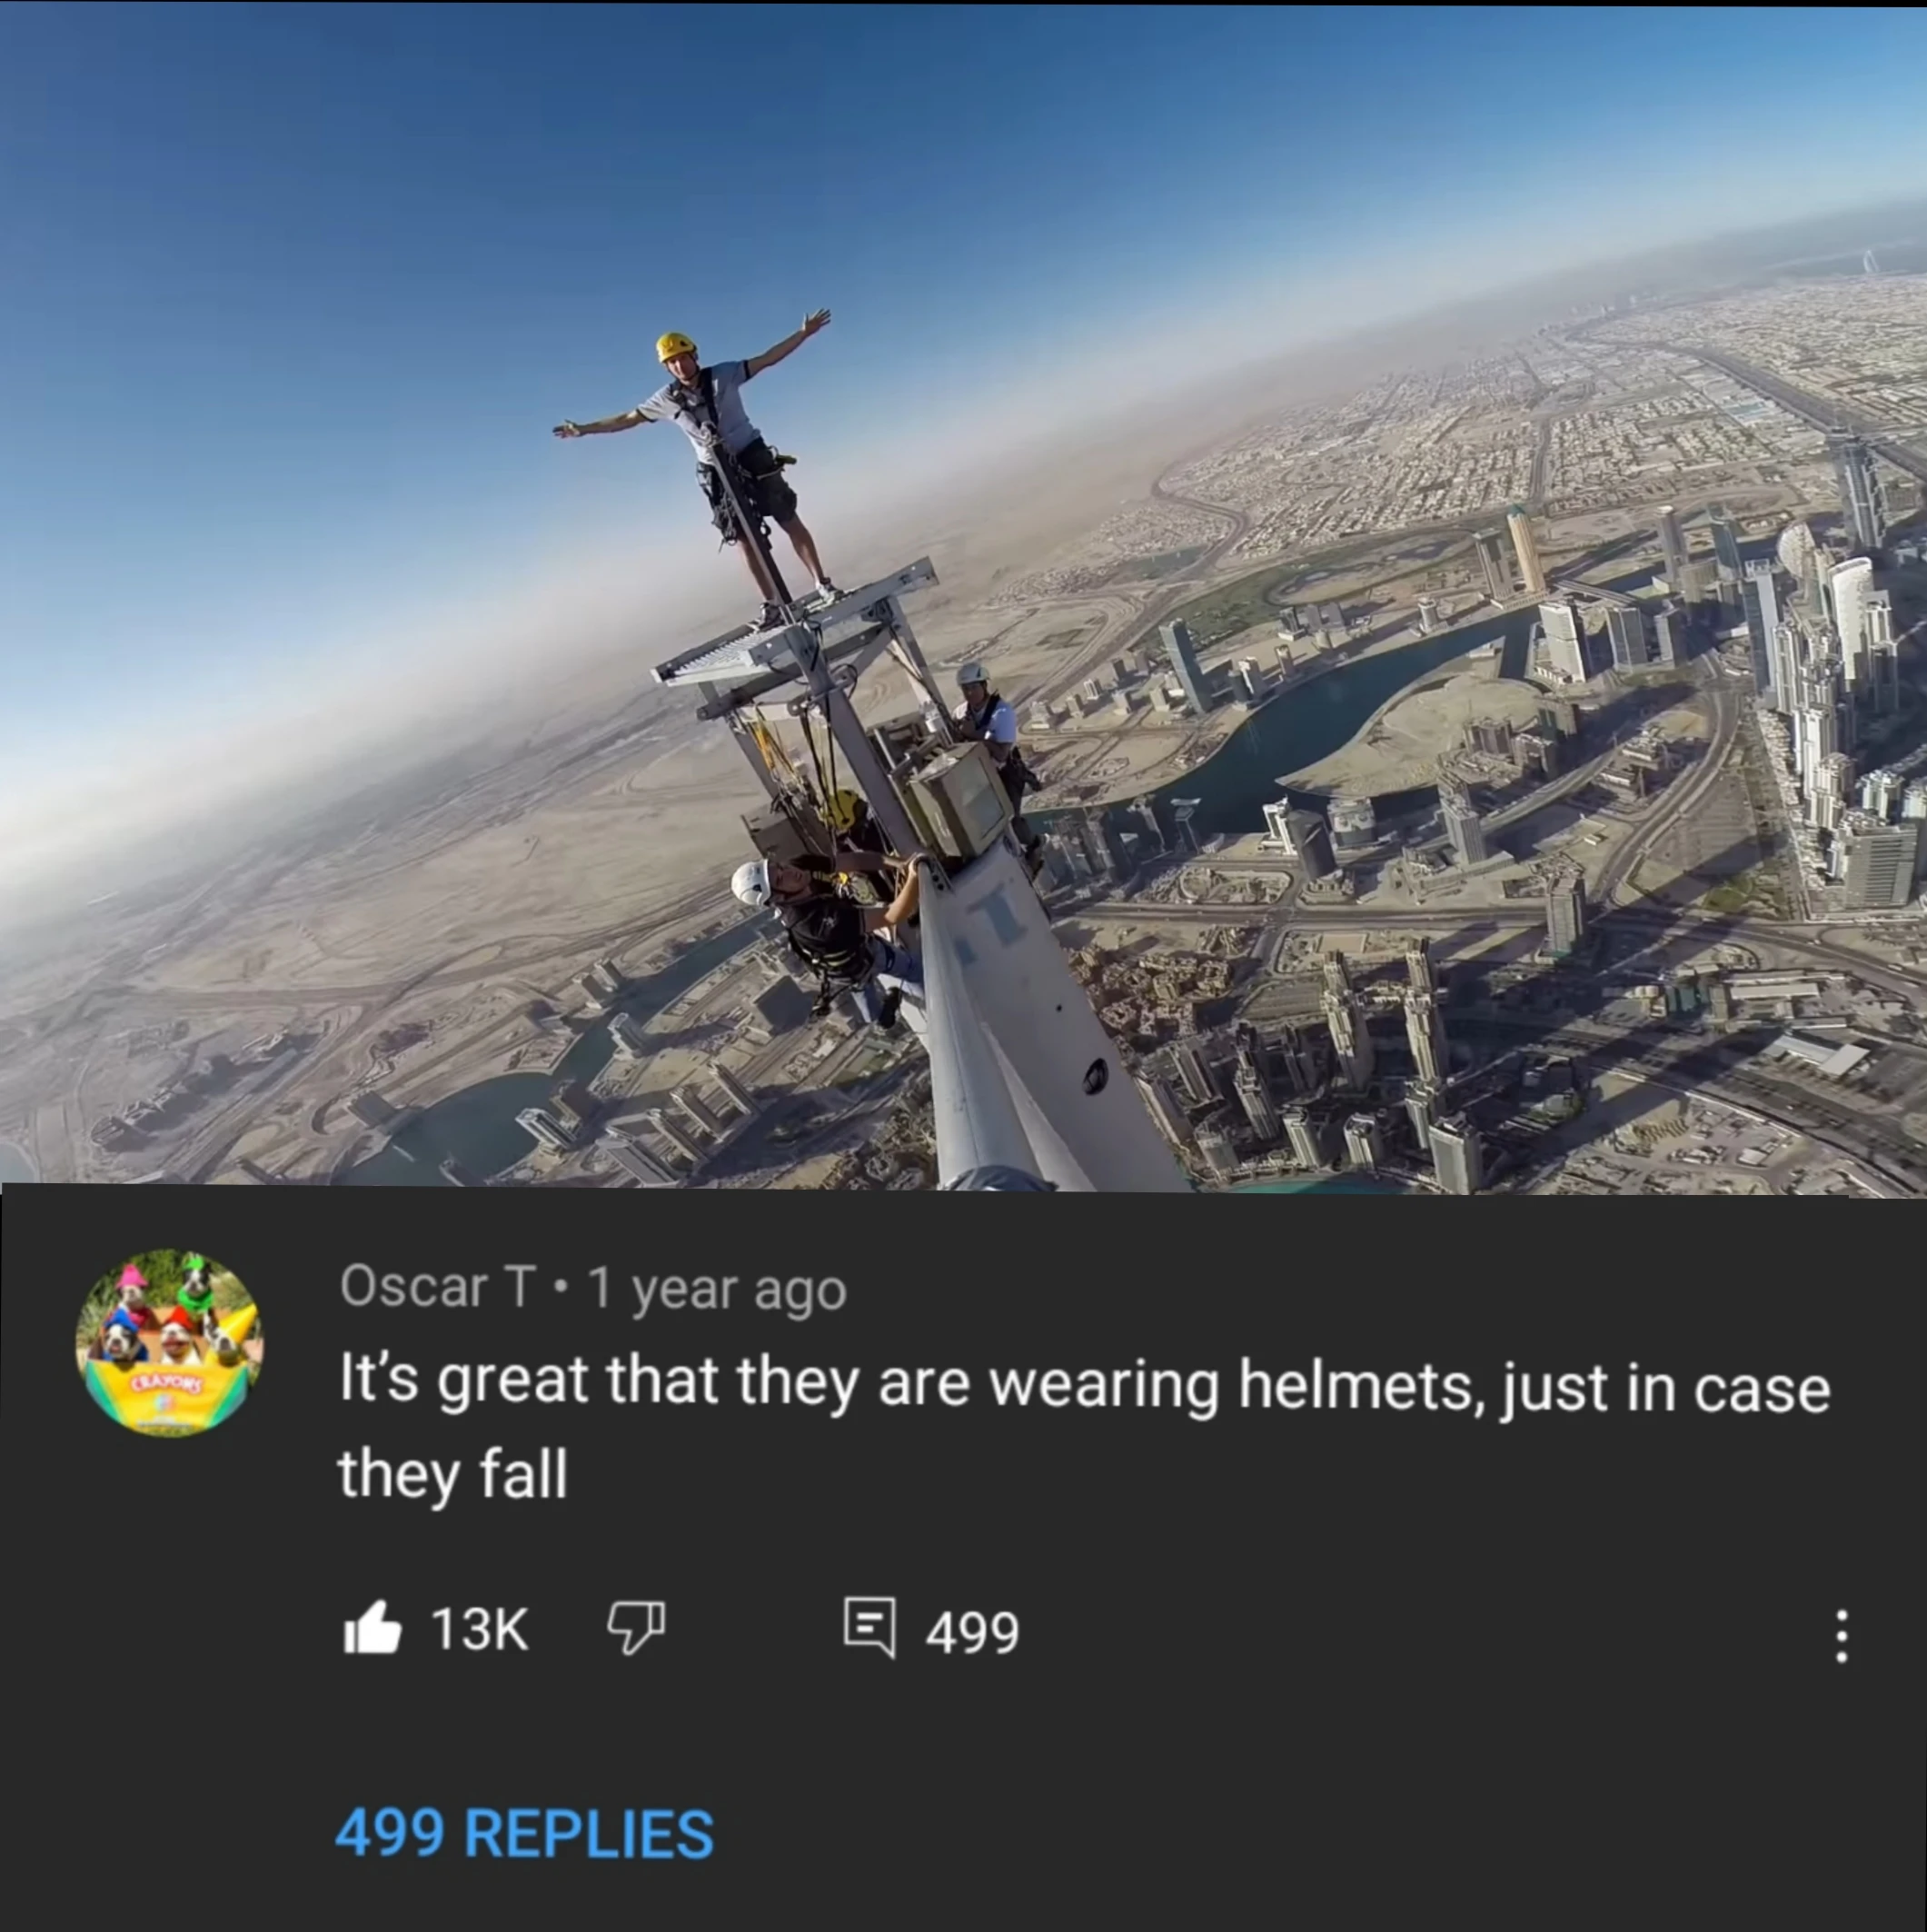 CRAYONS
Oscar T • 1 year ago
It's great that they are wearing helmets, just in case
they fall
13K 499
499 REPLIES